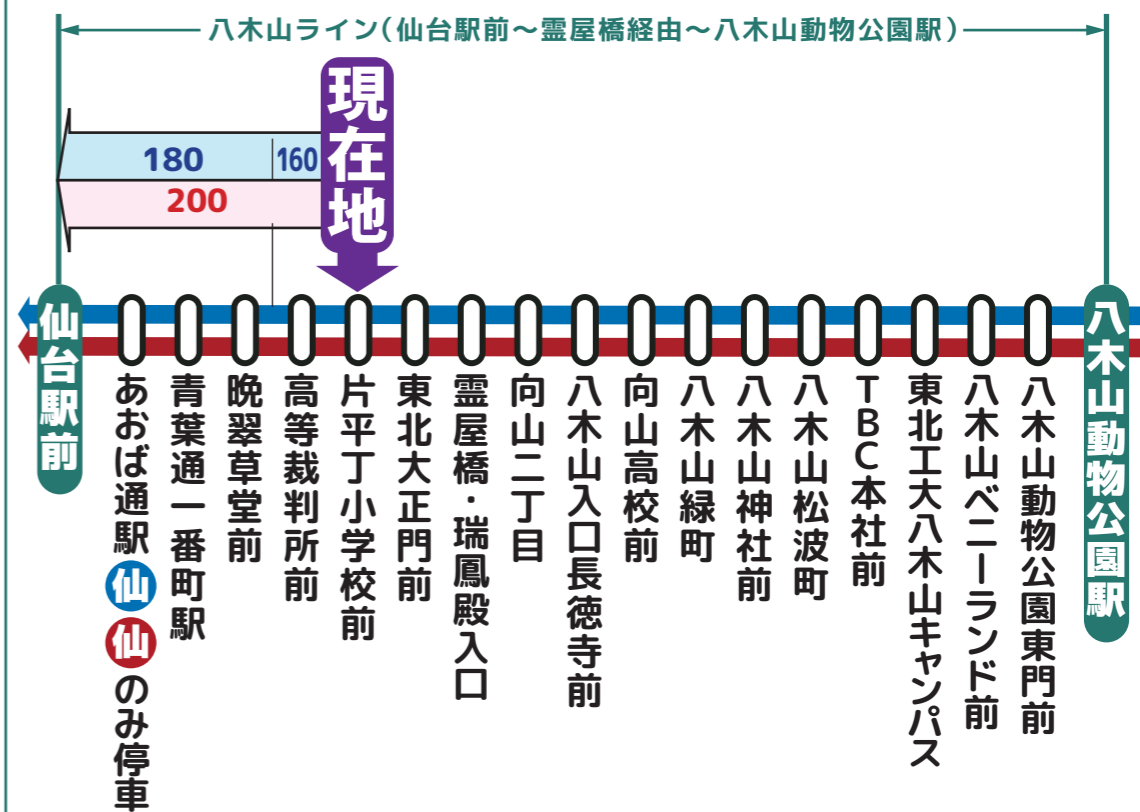 八木山ライン(仙台駅前～霊屋橋経由～八木山動物公園駅)
現在地
180
160
200
仙台駅前
あおば通駅 仙 仙 のみ停車
青葉通一番町駅
晩翠草堂前
高等裁判所前
片平丁小学校前
東北大正門前
霊屋橋・瑞鳳殿入口
向山二丁目
八木山入口長徳寺前
向山高校前
八木山緑町
八木山神社前
八木山松波町
TBC本社前
東北工大八木山キャンパス
八木山ベニーランド前
八木山動物公園東門前
八木山動物公園駅